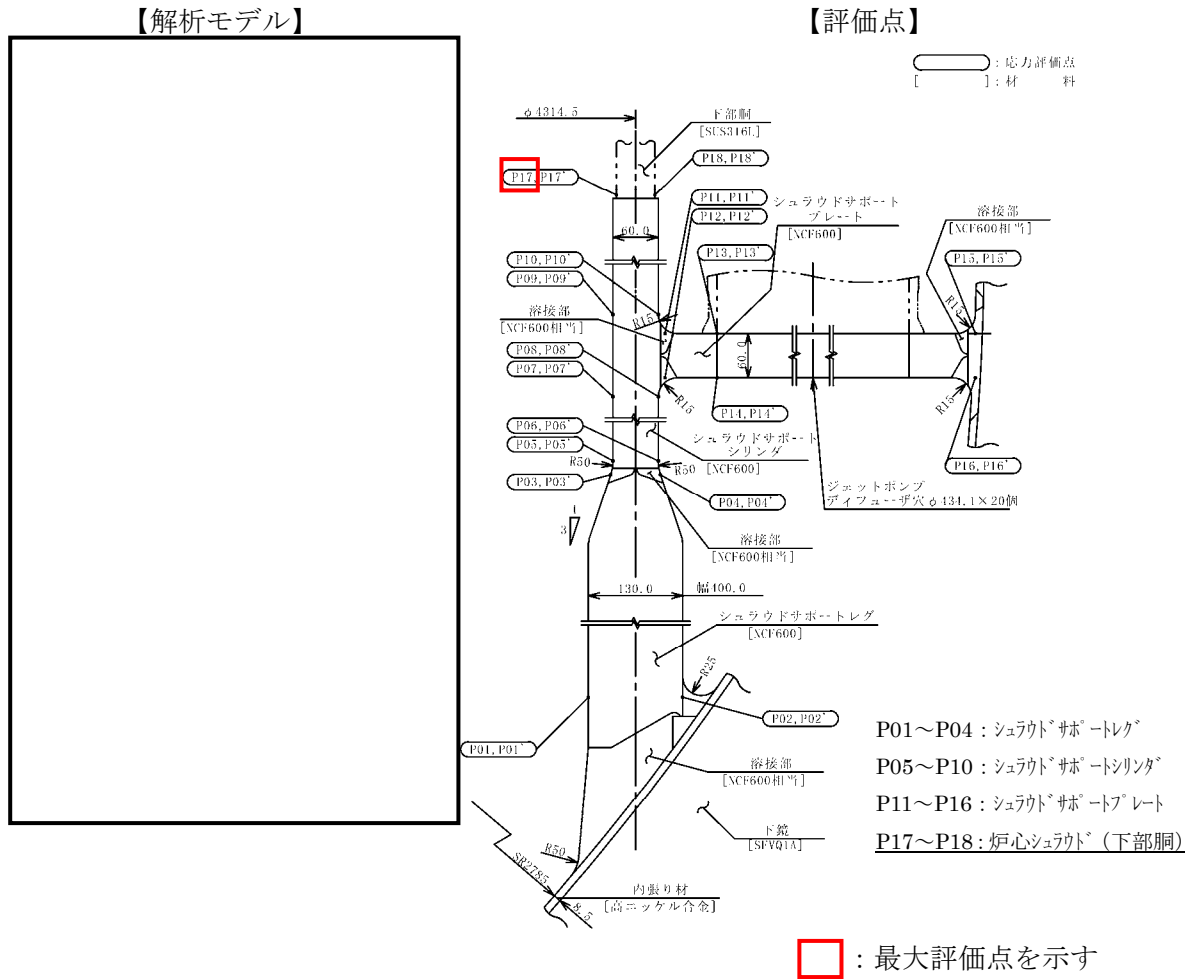 【解析モデル】
【評価点】
：応力評価点
[ ]：材 料
φ4314.5
下部胴
[SUS316L]
P17,P17'
P18,P18'
P11,P11'
P12,P12'
シュラウドサポート
プレート
[NCF600]
溶接部
[NCF600相当]
60.0
P13,P13'
P15,P15'
P10,P10'
P09,P09'
溶接部
[NCF600相当]
R15
R15
P08,P08'
P07,P07'
60.0
R15
R15
P14,P14'
P06,P06'
P05,P05'
シュラウドサポート
シリンダ
[NCF600]
P16,P16'
R50
R50
P03,P03'
P04,P04'
ジェットポンプ
ディフューザ穴φ434.1×20個
1
3
溶接部
[NCF600相当]
130.0
幅400.0
シュラウドサポートレグ
[NCF600]
R25
P02,P02'
P01,P01'
溶接部
[NCF600相当]
下鏡
[SFVQ1A]
R50
SR2785
8.5
内張り材
[高ニッケル合金]
P01～P04：シュラウドサポートレグ
P05～P10：シュラウドサポートシリンダ
P11～P16：シュラウドサポートプレート
P17～P18：炉心シュラウド（下部胴）
：最大評価点を示す